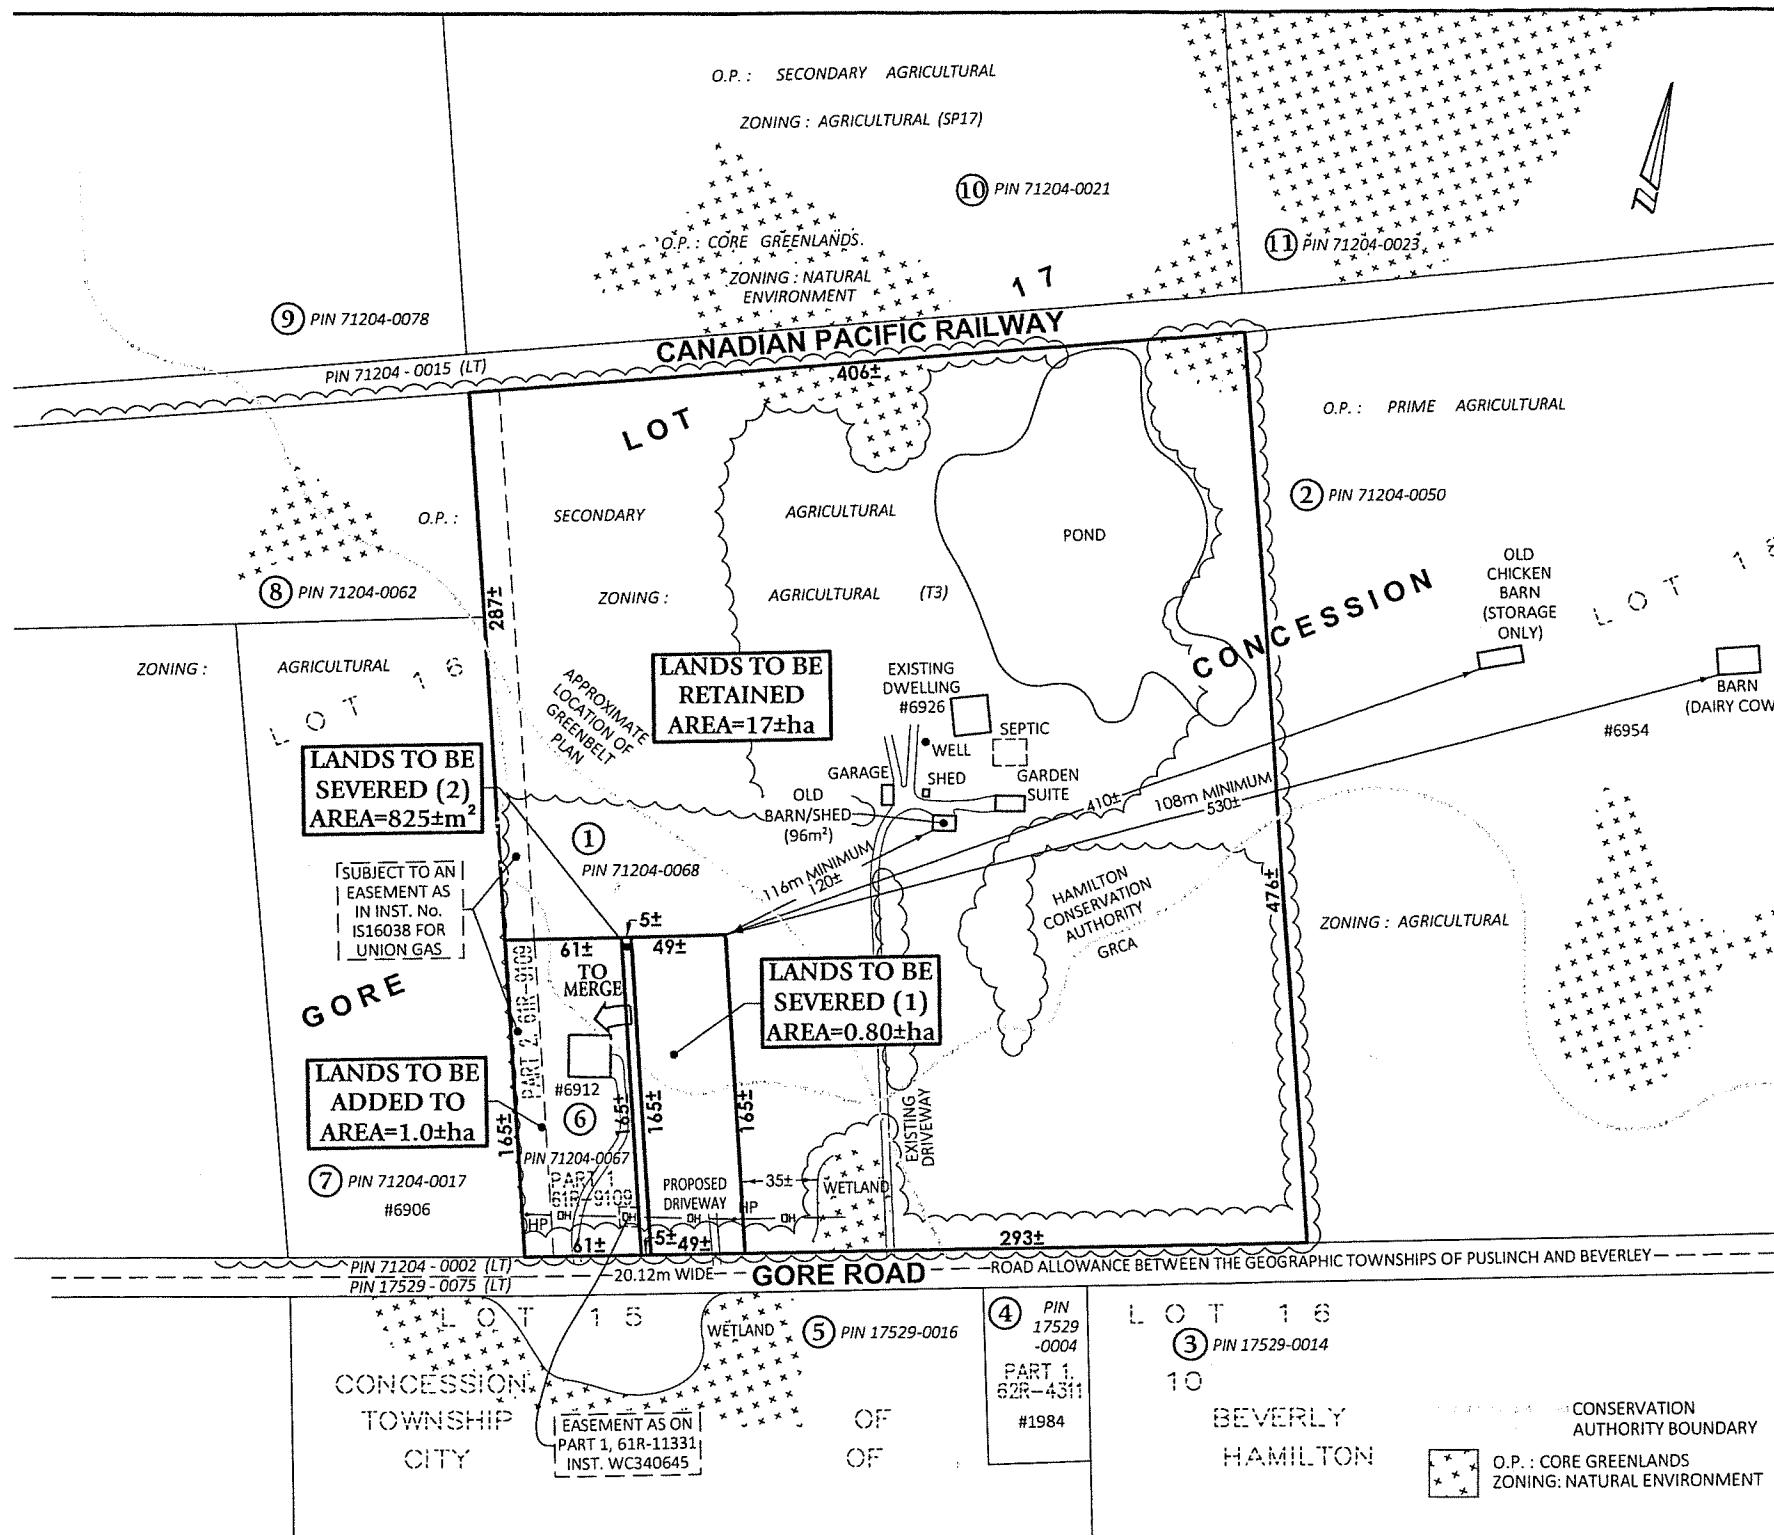 O.P. : SECONDARY AGRICULTURAL
ZONING : AGRICULTURAL (SP17)
10 PIN 71204-0021
O.P. : CORE GREENLANDS.
ZONING : NATURAL
ENVIRONMENT
11 PIN 71204-0023
17
9 PIN 71204-0078
CANADIAN PACIFIC RAILWAY
PIN 71204 - 0015 (LT)
406±
LOT
O.P. : PRIME AGRICULTURAL
2 PIN 71204-0050
O.P. : SECONDARY AGRICULTURAL
POND
8 PIN 71204-0062
287±
ZONING : AGRICULTURAL (T3)
CONCESSION
OLD
CHICKEN
BARN
(STORAGE
ONLY)
LOT
ZONING : AGRICULTURAL
LOT 16
APPROXIMATE
LOCATION OF
GREENBELT
PLAN
LANDS TO BE
RETAINED
AREA=17±ha
EXISTING
DWELLING
#6926
SEPTIC
WELL
BARN
(DAIRY COW
#6954
LANDS TO BE
SEVERED (2)
AREA=825±m²
GARAGE
SHED
GARDEN
SUITE
OLD
BARN/SHED
(96m²)
410±
108m MINIMUM
530±
1
PIN 71204-0068
116m MINIMUM
120±
SUBJECT TO AN
EASEMENT AS
IN INST. No.
IS16038 FOR
UNION GAS
HAMILTON
CONSERVATION
AUTHORITY
GRCA
476±
ZONING : AGRICULTURAL
5±
61±
49±
PART 2, 61R-9109
TO
MERGE
LANDS TO BE
SEVERED (1)
AREA=0.80±ha
GORE
LANDS TO BE
ADDED TO
AREA=1.0±ha
#6912
6
165±
165±
165±
165±
EXISTING
DRIVEWAY
PIN 71204-0067
PART 1
61R-9109
7 PIN 71204-0017
#6906
PROPOSED
DRIVEWAY
35±
WETLAND
HP
OH
OH
OH
HP
OH
61±
5±
49±
293±
PIN 71204 - 0002 (LT)
PIN 17529 - 0075 (LT)
20.12m WIDE
GORE ROAD
ROAD ALLOWANCE BETWEEN THE GEOGRAPHIC TOWNSHIPS OF PUSLINCH AND BEVERLEY
LOT 15
WETLAND
5 PIN 17529-0016
4 PIN
17529
-0004
PART 1,
62R-4311
#1984
LOT 16
3 PIN 17529-0014
CONCESSION 10
TOWNSHIP OF BEVERLY
CITY OF HAMILTON
EASEMENT AS ON
PART 1, 61R-11331
INST. WC340645
CONSERVATION
AUTHORITY BOUNDARY
O.P. : CORE GREENLANDS
ZONING: NATURAL ENVIRONMENT